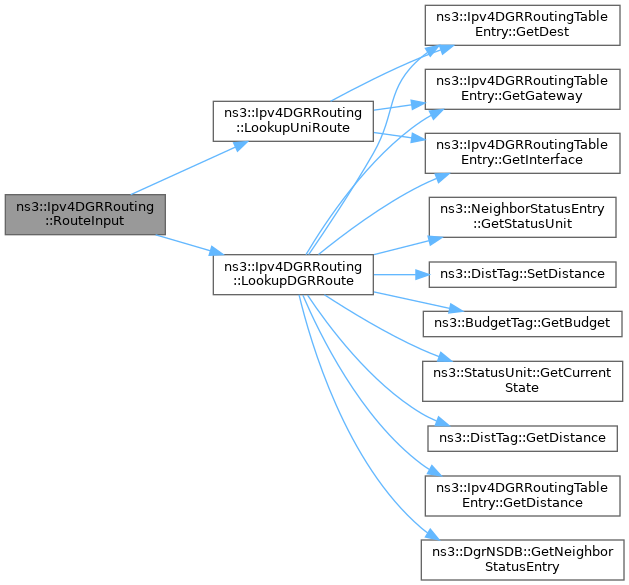 ns3::Ipv4DGRRouting
::RouteInput
ns3::Ipv4DGRRouting
::LookupUniRoute
ns3::Ipv4DGRRouting
::LookupDGRRoute
ns3::Ipv4DGRRoutingTable
Entry::GetDest
ns3::Ipv4DGRRoutingTable
Entry::GetGateway
ns3::Ipv4DGRRoutingTable
Entry::GetInterface
ns3::NeighborStatusEntry
::GetStatusUnit
ns3::DistTag::SetDistance
ns3::BudgetTag::GetBudget
ns3::StatusUnit::GetCurrent
State
ns3::DistTag::GetDistance
ns3::Ipv4DGRRoutingTable
Entry::GetDistance
ns3::DgrNSDB::GetNeighbor
StatusEntry